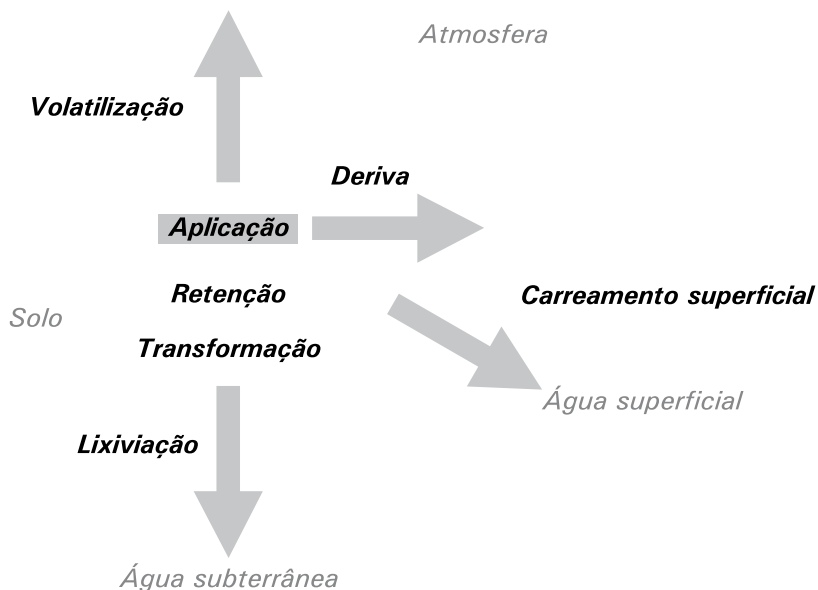 Atmosfera
Volatilização
Deriva
Aplicação
Retenção
Carreamento superficial
Solo
Transformação
Água superficial
Lixiviação
Água subterrânea